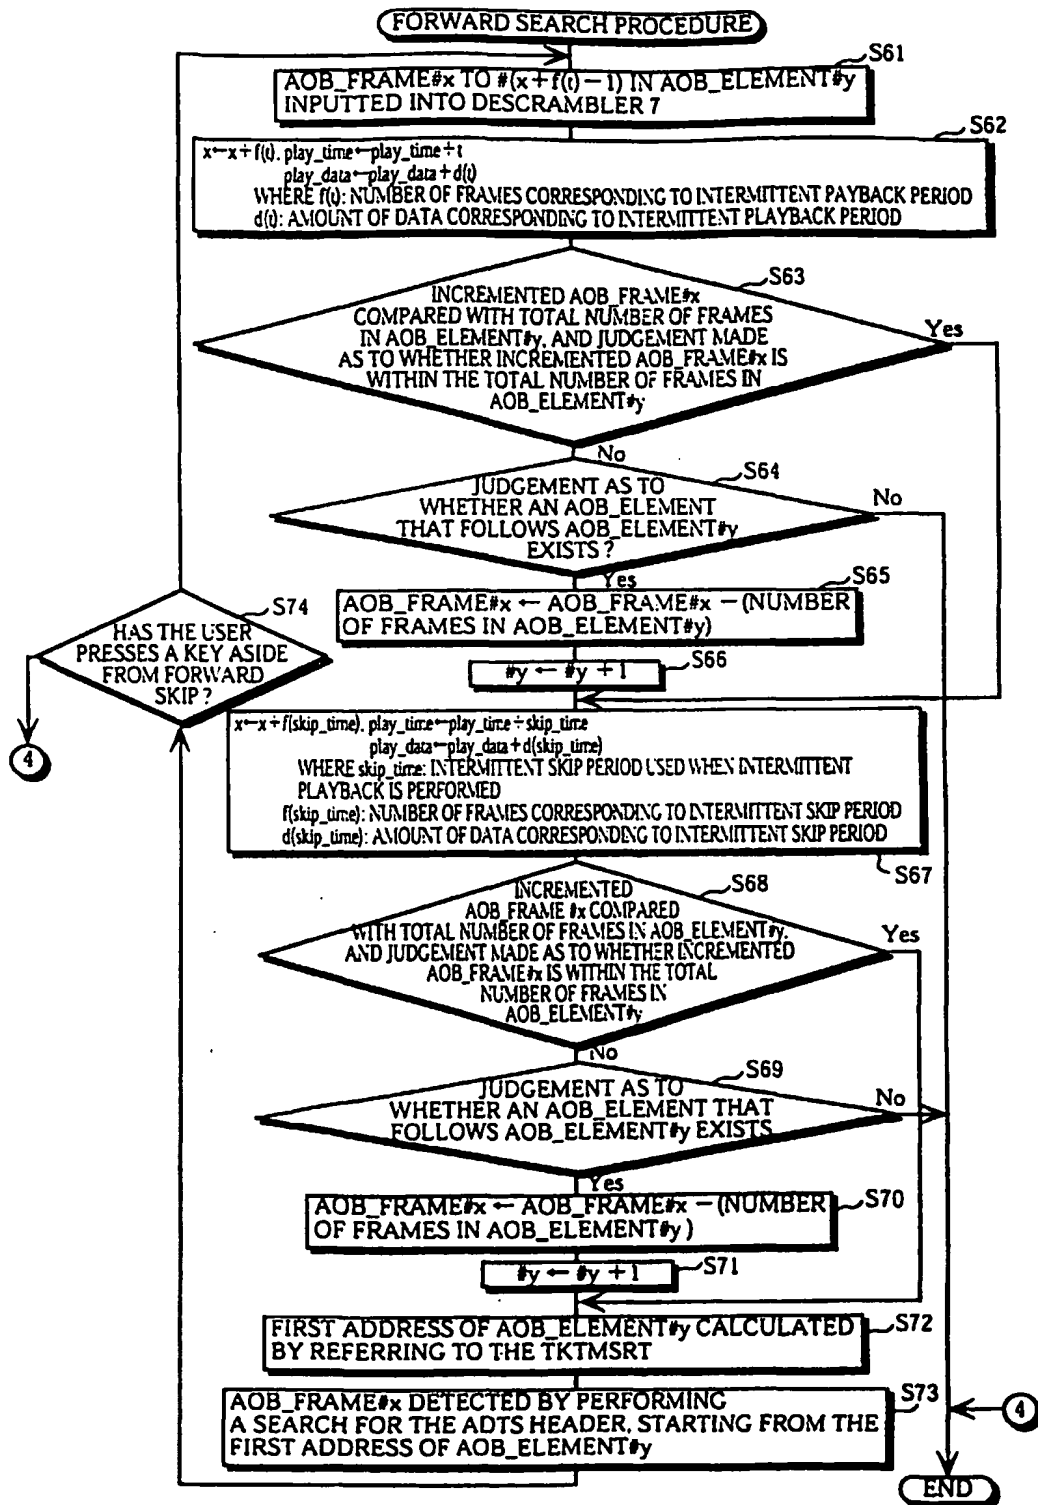 FORWARD SEARCH PROCEDURE
S61
AOB_FRAME#x TO #(x+f(t)-1) IN AOB_ELEMENT#y
INPUTTED INTO DESCRAMBLER 7
S62
x←x+f(t). play_time←play_time+t
play_data←play_data+d(t)
WHERE f(t): NUMBER OF FRAMES CORRESPONDING TO INTERMITTENT PAYBACK PERIOD
d(t): AMOUNT OF DATA CORRESPONDING TO INTERMITTENT PLAYBACK PERIOD
S63
INCREMENTED AOB_FRAME#x
COMPARED WITH TOTAL NUMBER OF FRAMES
IN AOB_ELEMENT#y, AND JUDGEMENT MADE
AS TO WHETHER INCREMENTED AOB_FRAME#x IS
WITHIN THE TOTAL NUMBER OF FRAMES IN
AOB_ELEMENT#y
Yes
No
S64
JUDGEMENT AS TO
WHETHER AN AOB_ELEMENT
THAT FOLLOWS AOB_ELEMENT#y
EXISTS ?
No
Yes
S65
AOB_FRAME#x ← AOB_FRAME#x − (NUMBER
OF FRAMES IN AOB_ELEMENT#y)
S66
#y ← #y + 1
S74
HAS THE USER
PRESSES A KEY ASIDE
FROM FORWARD
SKIP ?
4
x←x+f(skip_time). play_time←play_time+skip_time
play_data←play_data+d(skip_time)
WHERE skip_time: INTERMITTENT SKIP PERIOD USED WHEN INTERMITTENT
PLAYBACK IS PERFORMED
f(skip_time): NUMBER OF FRAMES CORRESPONDING TO INTERMITTENT SKIP PERIOD
d(skip_time): AMOUNT OF DATA CORRESPONDING TO INTERMITTENT SKIP PERIOD
S67
S68
INCREMENTED
AOB_FRAME #x COMPARED
WITH TOTAL NUMBER OF FRAMES IN AOB_ELEMENT#y,
AND JUDGEMENT MADE AS TO WHETHER INCREMENTED
AOB_FRAME#x IS WITHIN THE TOTAL
NUMBER OF FRAMES IN
AOB_ELEMENT#y
Yes
No
S69
JUDGEMENT AS TO
WHETHER AN AOB_ELEMENT THAT
FOLLOWS AOB_ELEMENT#y EXISTS
No
Yes
S70
AOB_FRAME#x ← AOB_FRAME#x − (NUMBER
OF FRAMES IN AOB_ELEMENT#y )
S71
#y ← #y + 1
S72
FIRST ADDRESS OF AOB_ELEMENT#y CALCULATED
BY REFERRING TO THE TKTMSRT
S73
AOB_FRAME#x DETECTED BY PERFORMING
A SEARCH FOR THE ADTS HEADER, STARTING FROM THE
FIRST ADDRESS OF AOB_ELEMENT#y
4
END